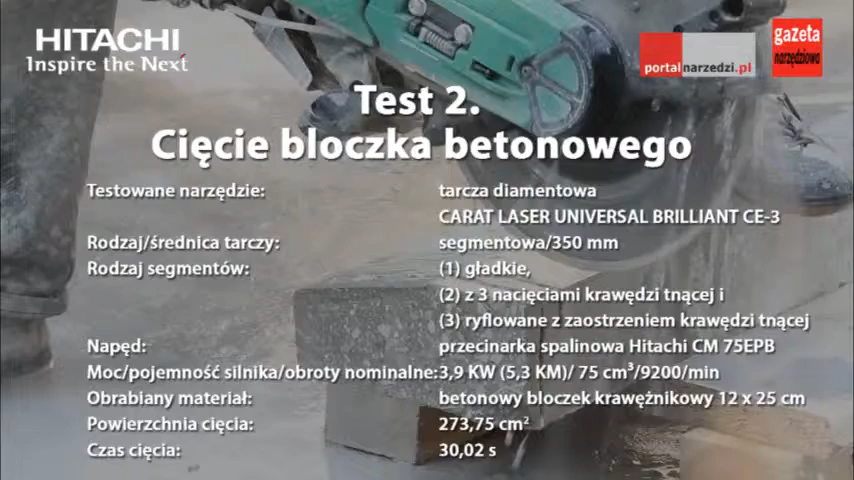 HITACHI
Inspire the Next
portalnarzedzi.pl
gazeta
narzędziowa
Test 2.
Cięcie bloczka betonowego
Testowane narzędzie: tarcza diamentowa
CARAT LASER UNIVERSAL BRILLIANT CE-3
Rodzaj/średnica tarczy: segmentowa/350 mm
Rodzaj segmentów: (1) gładkie,
(2) z 3 nacięciami krawędzi tnącej i
(3) ryflowane z zaostrzeniem krawędzi tnącej
Napęd: przecinarka spalinowa Hitachi CM 75EPB
Moc/pojemność silnika/obroty nominalne: 3,9 KW (5,3 KM)/ 75 cm³/9200/min
Obrabiany materiał: betonowy bloczek krawężnikowy 12 x 25 cm
Powierzchnia cięcia: 273,75 cm²
Czas cięcia: 30,02 s